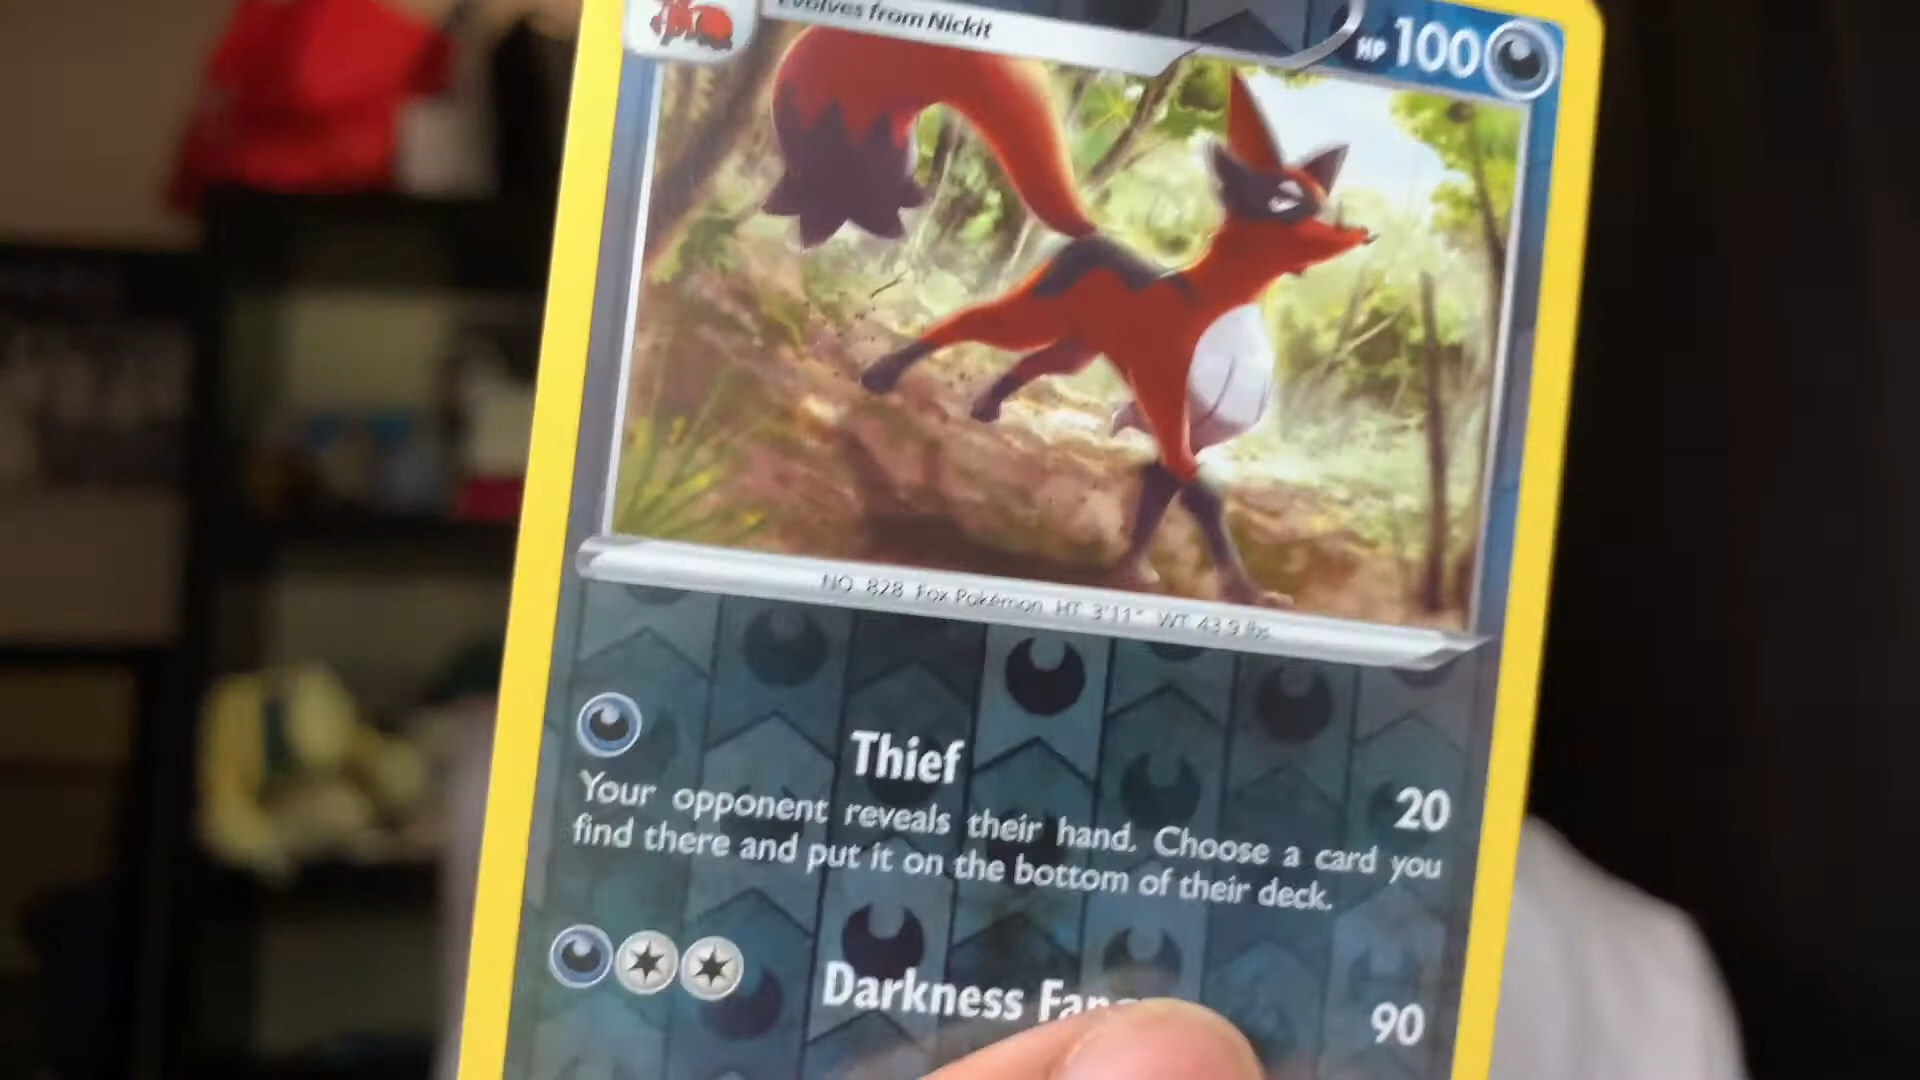 Evolves from Nickit
HP 100
NO. 828 Fox Pokémon HT 3'11" WT 43.9 lbs.
Thief
20
Your opponent reveals their hand. Choose a card you
find there and put it on the bottom of their deck.
Darkness
90